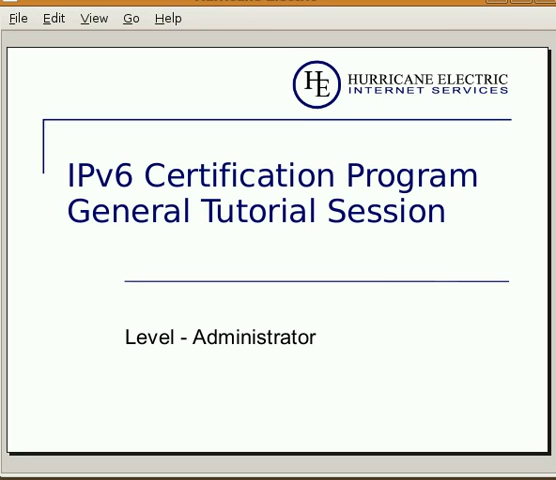 File Edit View Go Help
HE HURRICANE ELECTRIC
INTERNET SERVICES
IPv6 Certification Program
General Tutorial Session
Level - Administrator